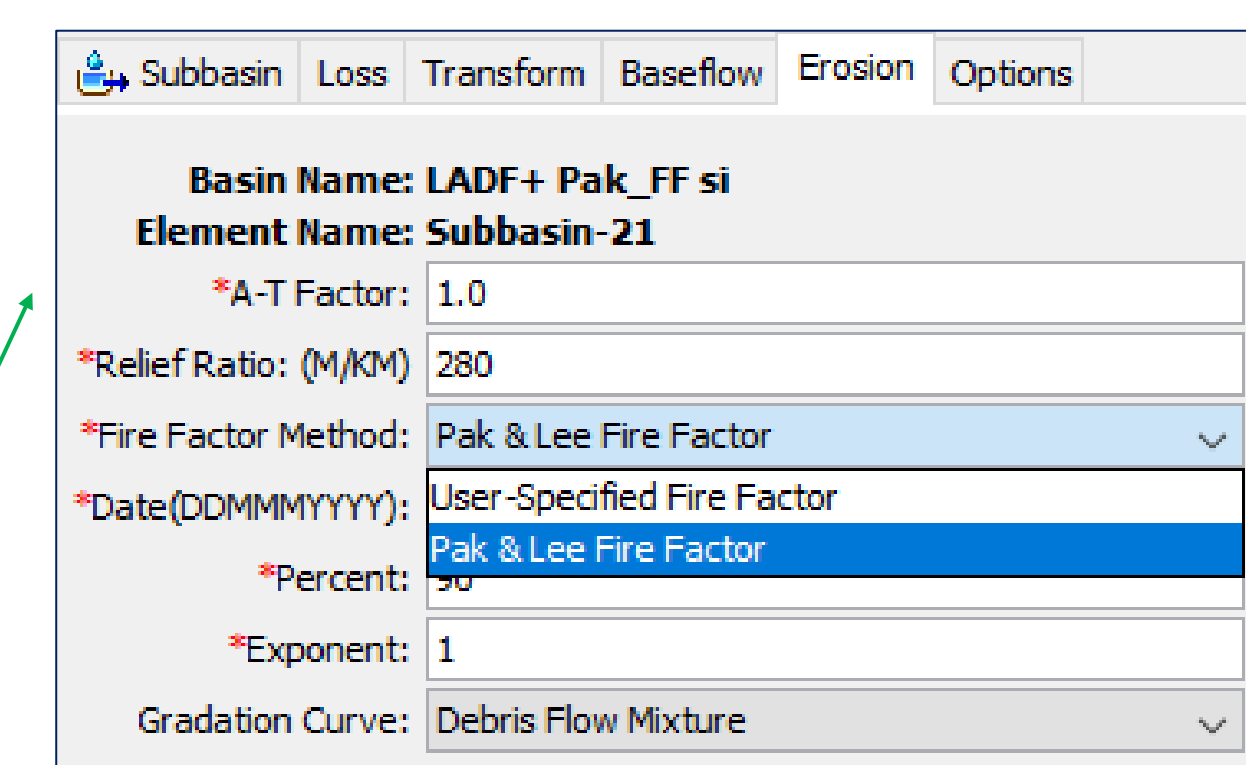 Subbasin Loss Transform Baseflow Erosion Options
Basin Name: LADF+ Pak_FF si
Element Name: Subbasin-21
*A-T Factor: 1.0
*Relief Ratio: (M/KM) 280
*Fire Factor Method: Pak & Lee Fire Factor
*Date(DDMMMYYYY): User-Specified Fire Factor
Pak & Lee Fire Factor
*Percent: 90
*Exponent: 1
Gradation Curve: Debris Flow Mixture